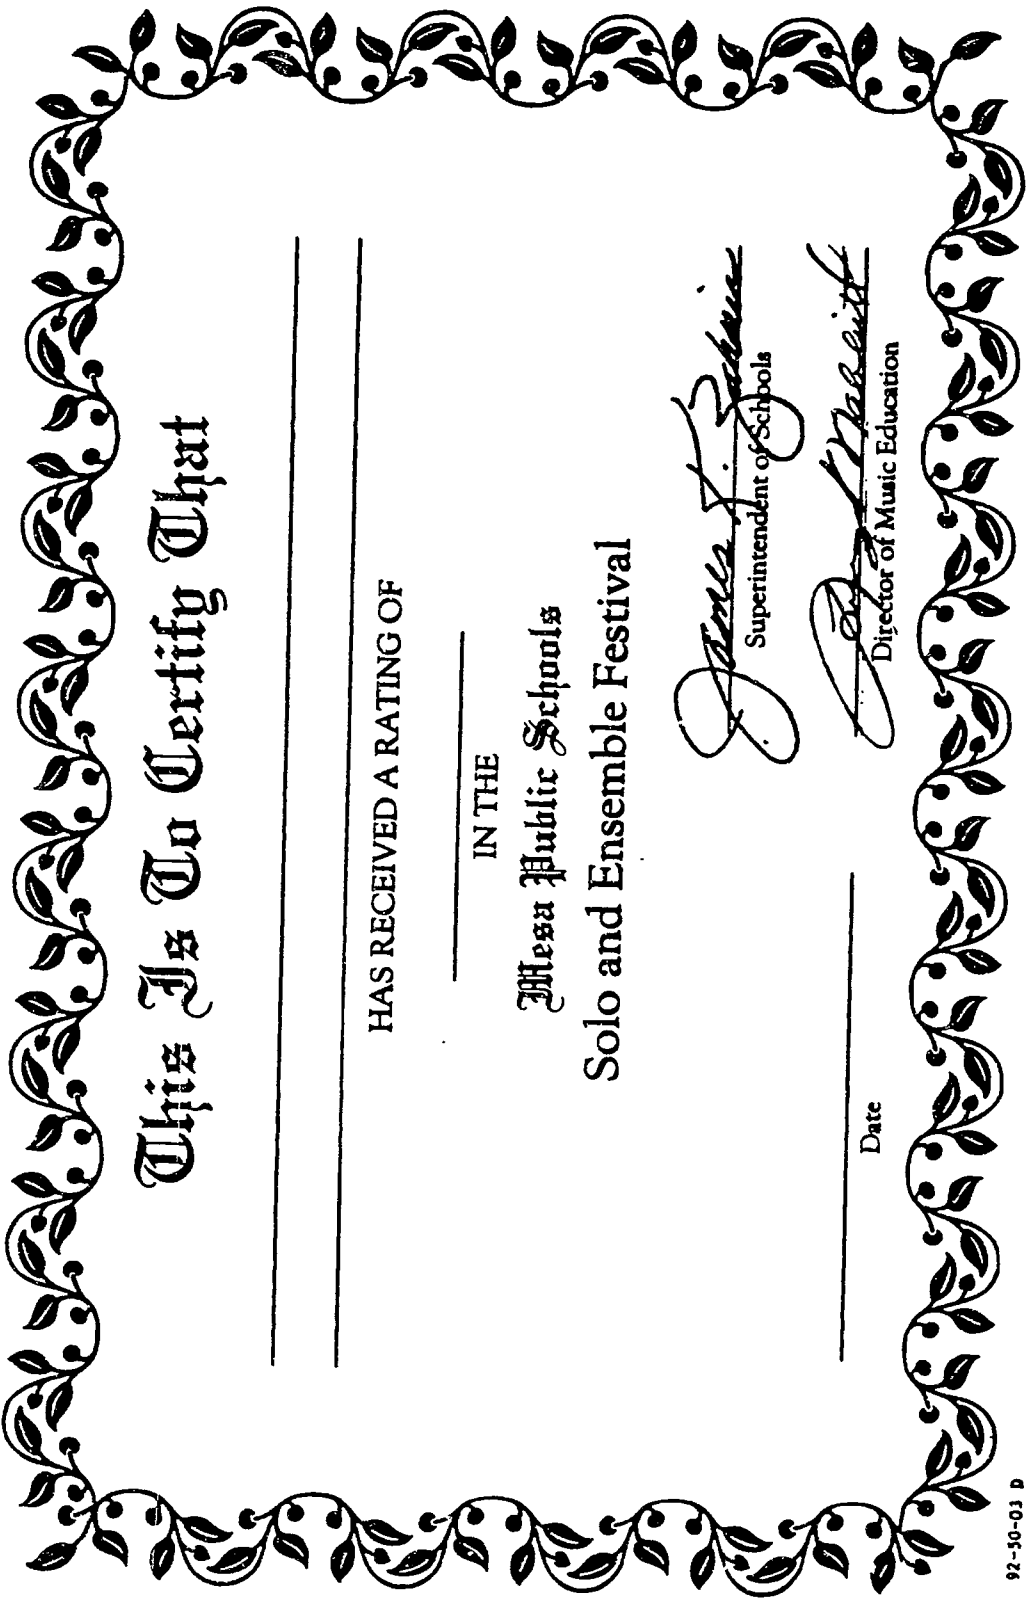 This Is To Certify That
HAS RECEIVED A RATING OF
IN THE
Mesa Public Schools
Solo and Ensemble Festival
James
Superintendent of Schools
Director of Music Education
Date
92-50-03 D